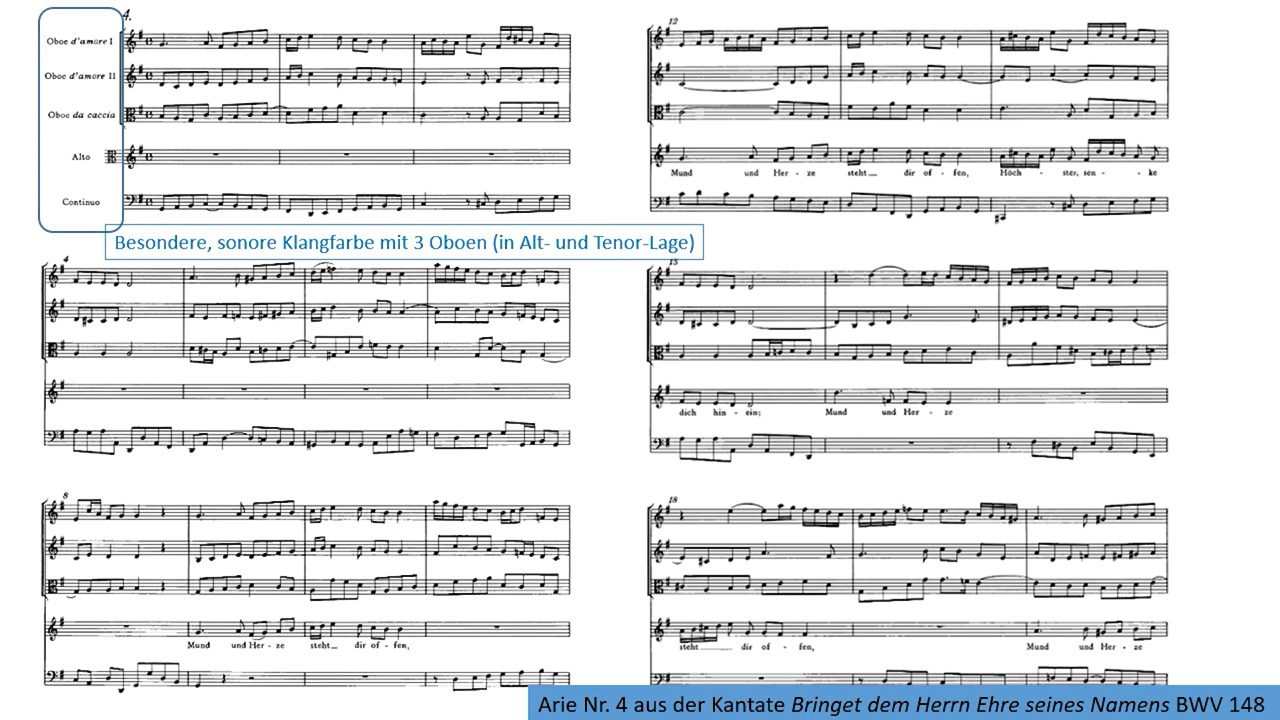 4.
Oboe d'amore I
Oboe d'amore II
Oboe da caccia
Alto
Continuo
Besondere, sonore Klangfarbe mit 3 Oboen (in Alt- und Tenor-Lage)
4
8
Mund und Her - ze steht_ dir of - fen,
12
Mund und Her - ze steht_ dir of - fen, Höch - ster, sen - ke
15
dich hin - ein; Mund und Her - ze
18
steht____ dir of - fen, Mund und Her - ze
Arie Nr. 4 aus der Kantate Bringet dem Herrn Ehre seines Namens BWV 148